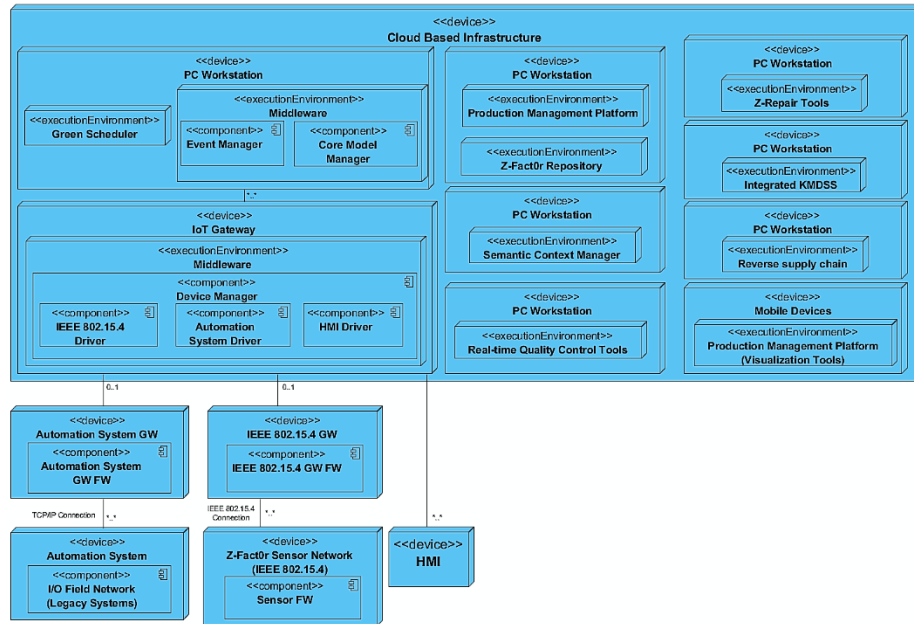 <<device>>
Cloud Based Infrastructure
<<device>>
PC Workstation
<<executionEnvironment>>
Green Scheduler
<<executionEnvironment>>
Middleware
<<component>>
Event Manager
<<component>>
Core Model
Manager
*..*
<<device>>
IoT Gateway
<<executionEnvironment>>
Middleware
<<component>>
Device Manager
<<component>>
IEEE 802.15.4
Driver
<<component>>
Automation
System Driver
<<component>>
HMI Driver
<<device>>
PC Workstation
<<executionEnvironment>>
Production Management Platform
<<executionEnvironment>>
Z-Fact0r Repository
<<device>>
PC Workstation
<<executionEnvironment>>
Semantic Context Manager
<<device>>
PC Workstation
<<executionEnvironment>>
Real-time Quality Control Tools
<<device>>
PC Workstation
<<executionEnvironment>>
Z-Repair Tools
<<device>>
PC Workstation
<<executionEnvironment>>
Integrated KMDSS
<<device>>
PC Workstation
<<executionEnvironment>>
Reverse supply chain
<<device>>
Mobile Devices
<<executionEnvironment>>
Production Management Platform
(Visualization Tools)
0..1
0..1
<<device>>
Automation System GW
<<component>>
Automation System
GW FW
<<device>>
IEEE 802.15.4 GW
<<component>>
IEEE 802.15.4 GW FW
TCP/IP Connection
*..*
IEEE 802.15.4
Connection
*..*
*..*
<<device>>
Automation System
<<component>>
I/O Field Network
(Legacy Systems)
<<device>>
Z-Fact0r Sensor Network
(IEEE 802.15.4)
<<component>>
Sensor FW
<<device>>
HMI